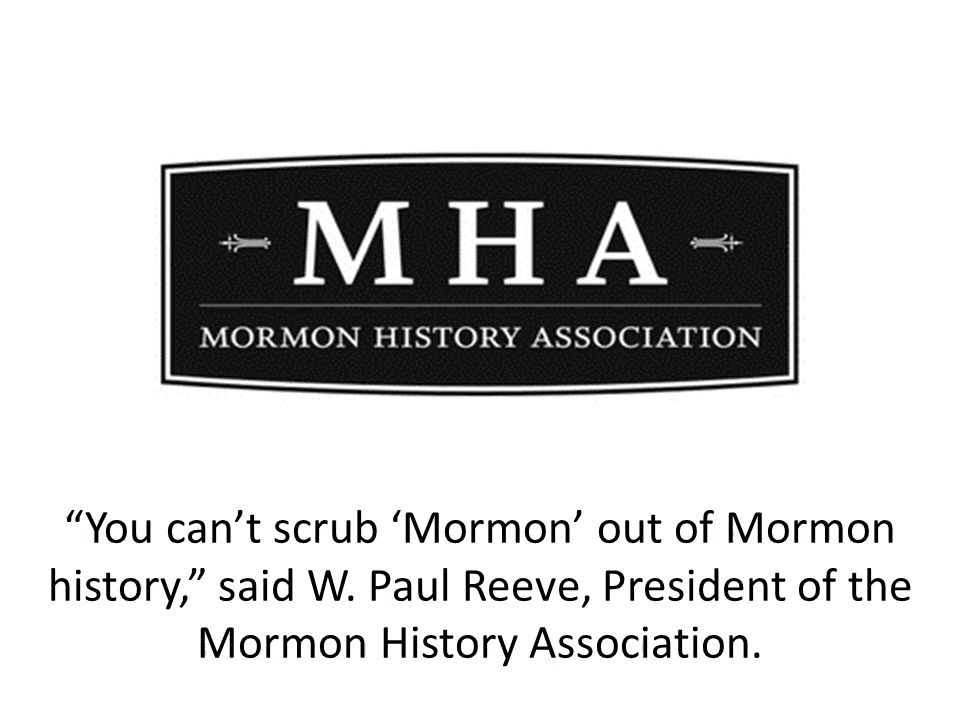 MHA
MORMON HISTORY ASSOCIATION
“You can’t scrub ‘Mormon’ out of Mormon
history,” said W. Paul Reeve, President of the
Mormon History Association.